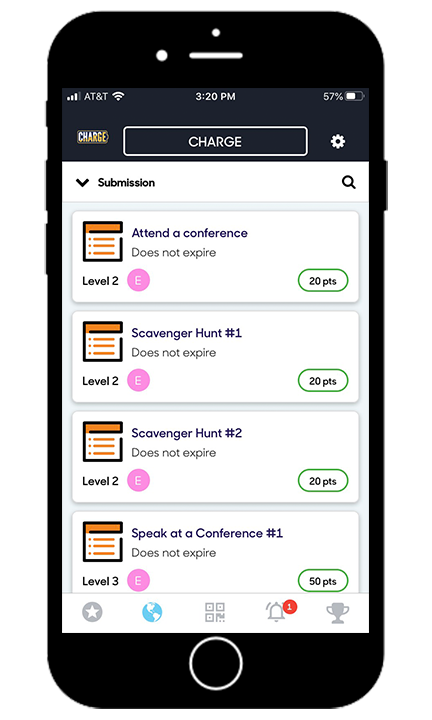 AT&T 3:20 PM 57%
CHARGE CHARGE
Submission
Attend a conference
Does not expire
Level 2 E 20 pts
Scavenger Hunt #1
Does not expire
Level 2 E 20 pts
Scavenger Hunt #2
Does not expire
Level 2 E 20 pts
Speak at a Conference #1
Does not expire
Level 3 E 50 pts
1